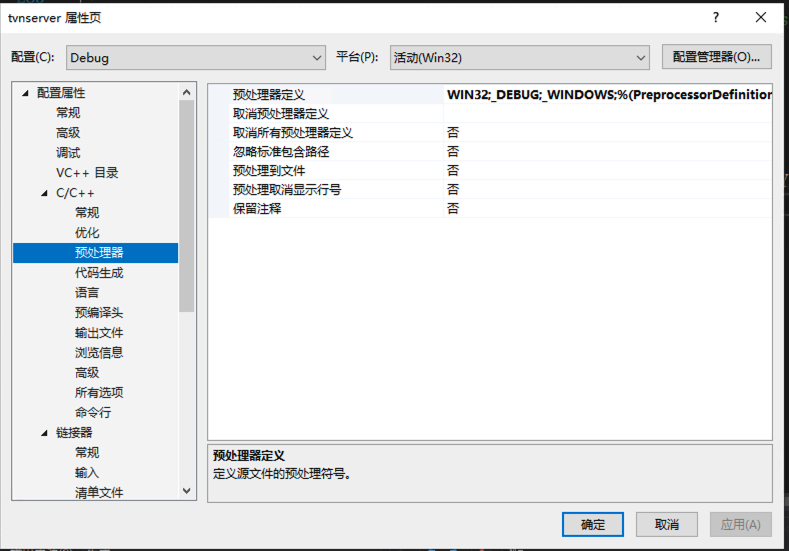 tvnserver 属性页
配置(C): Debug 平台(P): 活动(Win32) 配置管理器(O)...
配置属性
常规
高级
调试
VC++ 目录
C/C++
常规
优化
预处理器
代码生成
语言
预编译头
输出文件
浏览信息
高级
所有选项
命令行
链接器
常规
输入
清单文件
预处理器定义 WIN32;_DEBUG;_WINDOWS;%(PreprocessorDefinition
取消预处理器定义
取消所有预处理器定义 否
忽略标准包含路径 否
预处理到文件 否
预处理取消显示行号 否
保留注释 否
预处理器定义
定义源文件的预处理符号。
确定 取消 应用(A)